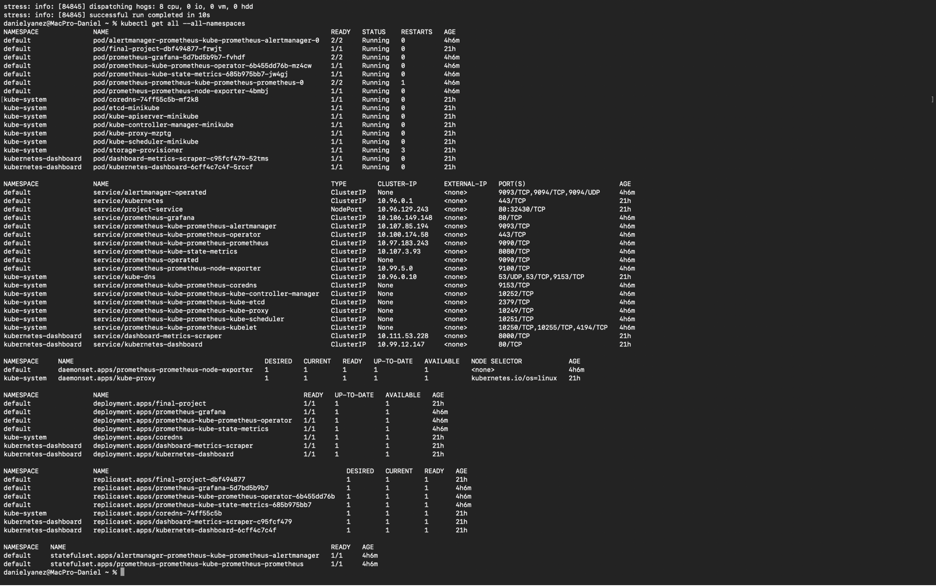 stress: info: [84845] dispatching hogs: 8 cpu, 0 io, 0 vm, 0 hdd
stress: info: [84845] successful run completed in 10s
danielyanez@MacPro-Daniel ~ % kubectl get all --all-namespaces
NAMESPACE NAME READY STATUS RESTARTS AGE
default pod/alertmanager-prometheus-kube-prometheus-alertmanager-0 2/2 Running 0 4h6m
default pod/final-project-dbf494877-frwjt 1/1 Running 0 21h
default pod/prometheus-grafana-5d7bd5b9b7-fvhdf 2/2 Running 0 4h6m
default pod/prometheus-kube-prometheus-operator-6b455dd76b-mz4cw 1/1 Running 0 4h6m
default pod/prometheus-kube-state-metrics-685b975bb7-jw4gj 1/1 Running 0 4h6m
default pod/prometheus-prometheus-kube-prometheus-prometheus-0 2/2 Running 1 4h6m
default pod/prometheus-prometheus-node-exporter-4bmbj 1/1 Running 0 4h6m
kube-system pod/coredns-74ff55c5b-mf2k8 1/1 Running 0 21h
kube-system pod/etcd-minikube 1/1 Running 0 21h
kube-system pod/kube-apiserver-minikube 1/1 Running 0 21h
kube-system pod/kube-controller-manager-minikube 1/1 Running 0 21h
kube-system pod/kube-proxy-mzptg 1/1 Running 0 21h
kube-system pod/kube-scheduler-minikube 1/1 Running 0 21h
kube-system pod/storage-provisioner 1/1 Running 3 21h
kubernetes-dashboard pod/dashboard-metrics-scraper-c95fcf479-52tms 1/1 Running 0 21h
kubernetes-dashboard pod/kubernetes-dashboard-6cff4c7c4f-5rccf 1/1 Running 0 21h
NAMESPACE NAME TYPE CLUSTER-IP EXTERNAL-IP PORT(S) AGE
default service/alertmanager-operated ClusterIP None <none> 9093/TCP,9094/TCP,9094/UDP 4h6m
default service/kubernetes ClusterIP 10.96.0.1 <none> 443/TCP 21h
default service/project-service NodePort 10.96.129.243 <none> 80:32430/TCP 21h
default service/prometheus-grafana ClusterIP 10.106.149.148 <none> 80/TCP 4h6m
default service/prometheus-kube-prometheus-alertmanager ClusterIP 10.107.85.194 <none> 9093/TCP 4h6m
default service/prometheus-kube-prometheus-operator ClusterIP 10.100.174.58 <none> 443/TCP 4h6m
default service/prometheus-kube-prometheus-prometheus ClusterIP 10.97.183.243 <none> 9090/TCP 4h6m
default service/prometheus-kube-state-metrics ClusterIP 10.107.3.93 <none> 8080/TCP 4h6m
default service/prometheus-operated ClusterIP None <none> 9090/TCP 4h6m
default service/prometheus-prometheus-node-exporter ClusterIP 10.99.5.0 <none> 9100/TCP 4h6m
kube-system service/kube-dns ClusterIP 10.96.0.10 <none> 53/UDP,53/TCP,9153/TCP 21h
kube-system service/prometheus-kube-prometheus-coredns ClusterIP None <none> 9153/TCP 4h6m
kube-system service/prometheus-kube-prometheus-kube-controller-manager ClusterIP None <none> 10252/TCP 4h6m
kube-system service/prometheus-kube-prometheus-kube-etcd ClusterIP None <none> 2379/TCP 4h6m
kube-system service/prometheus-kube-prometheus-kube-proxy ClusterIP None <none> 10249/TCP 4h6m
kube-system service/prometheus-kube-prometheus-kube-scheduler ClusterIP None <none> 10251/TCP 4h6m
kube-system service/prometheus-kube-prometheus-kubelet ClusterIP None <none> 10250/TCP,10255/TCP,4194/TCP 4h6m
kubernetes-dashboard service/dashboard-metrics-scraper ClusterIP 10.111.53.228 <none> 8000/TCP 21h
kubernetes-dashboard service/kubernetes-dashboard ClusterIP 10.99.12.147 <none> 80/TCP 21h
NAMESPACE NAME DESIRED CURRENT READY UP-TO-DATE AVAILABLE NODE SELECTOR AGE
default daemonset.apps/prometheus-prometheus-node-exporter 1 1 1 1 1 <none> 4h6m
kube-system daemonset.apps/kube-proxy 1 1 1 1 1 kubernetes.io/os=linux 21h
NAMESPACE NAME READY UP-TO-DATE AVAILABLE AGE
default deployment.apps/final-project 1/1 1 1 21h
default deployment.apps/prometheus-grafana 1/1 1 1 4h6m
default deployment.apps/prometheus-kube-prometheus-operator 1/1 1 1 4h6m
default deployment.apps/prometheus-kube-state-metrics 1/1 1 1 4h6m
kube-system deployment.apps/coredns 1/1 1 1 21h
kubernetes-dashboard deployment.apps/dashboard-metrics-scraper 1/1 1 1 21h
kubernetes-dashboard deployment.apps/kubernetes-dashboard 1/1 1 1 21h
NAMESPACE NAME DESIRED CURRENT READY AGE
default replicaset.apps/final-project-dbf494877 1 1 1 21h
default replicaset.apps/prometheus-grafana-5d7bd5b9b7 1 1 1 4h6m
default replicaset.apps/prometheus-kube-prometheus-operator-6b455dd76b 1 1 1 4h6m
default replicaset.apps/prometheus-kube-state-metrics-685b975bb7 1 1 1 4h6m
kube-system replicaset.apps/coredns-74ff55c5b 1 1 1 21h
kubernetes-dashboard replicaset.apps/dashboard-metrics-scraper-c95fcf479 1 1 1 21h
kubernetes-dashboard replicaset.apps/kubernetes-dashboard-6cff4c7c4f 1 1 1 21h
NAMESPACE NAME READY AGE
default statefulset.apps/alertmanager-prometheus-kube-prometheus-alertmanager 1/1 4h6m
default statefulset.apps/prometheus-prometheus-kube-prometheus-prometheus 1/1 4h6m
danielyanez@MacPro-Daniel ~ %